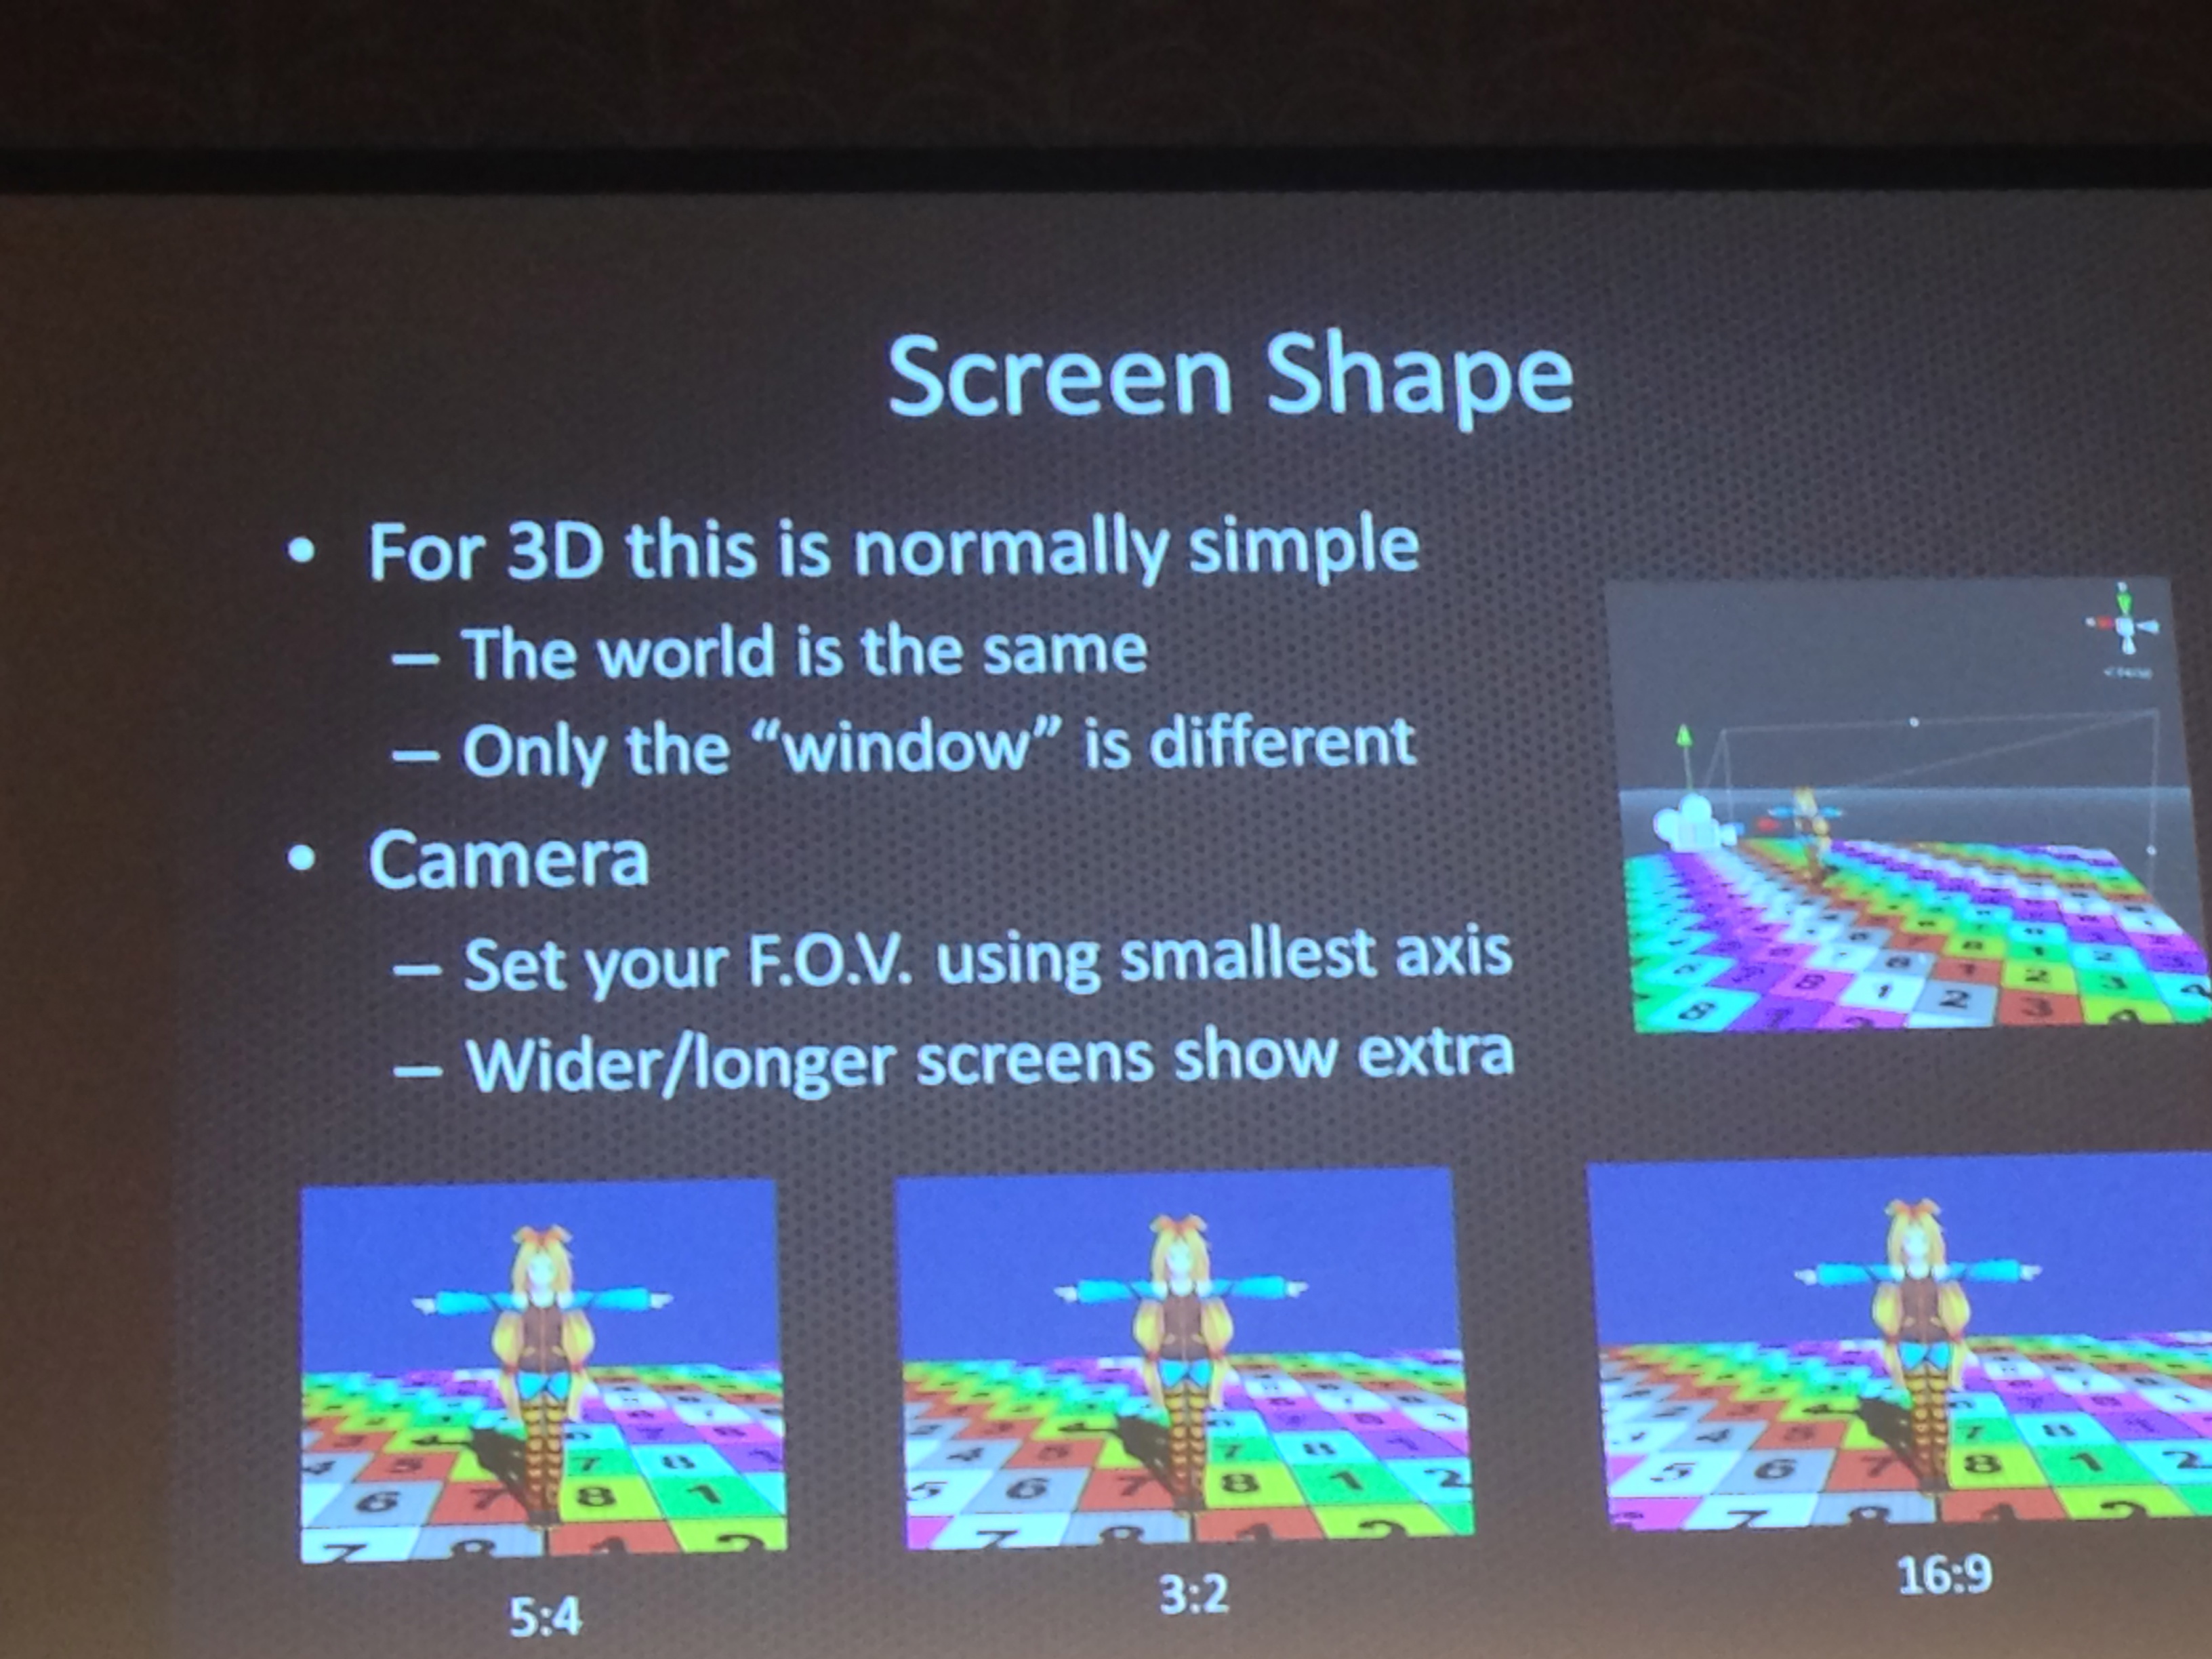 Screen Shape
• For 3D this is normally simple
– The world is the same
– Only the “window” is different
• Camera
– Set your F.O.V. using smallest axis
– Wider/longer screens show extra
5:4
3:2
16:9